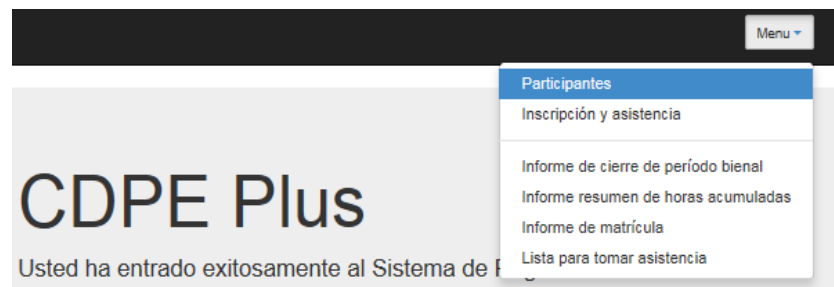 Menu
Participantes
Inscripción y asistencia
Informe de cierre de período bienal
Informe resumen de horas acumuladas
Informe de matrícula
Lista para tomar asistencia
CDPE Plus
Usted ha entrado exitosamente al Sistema de